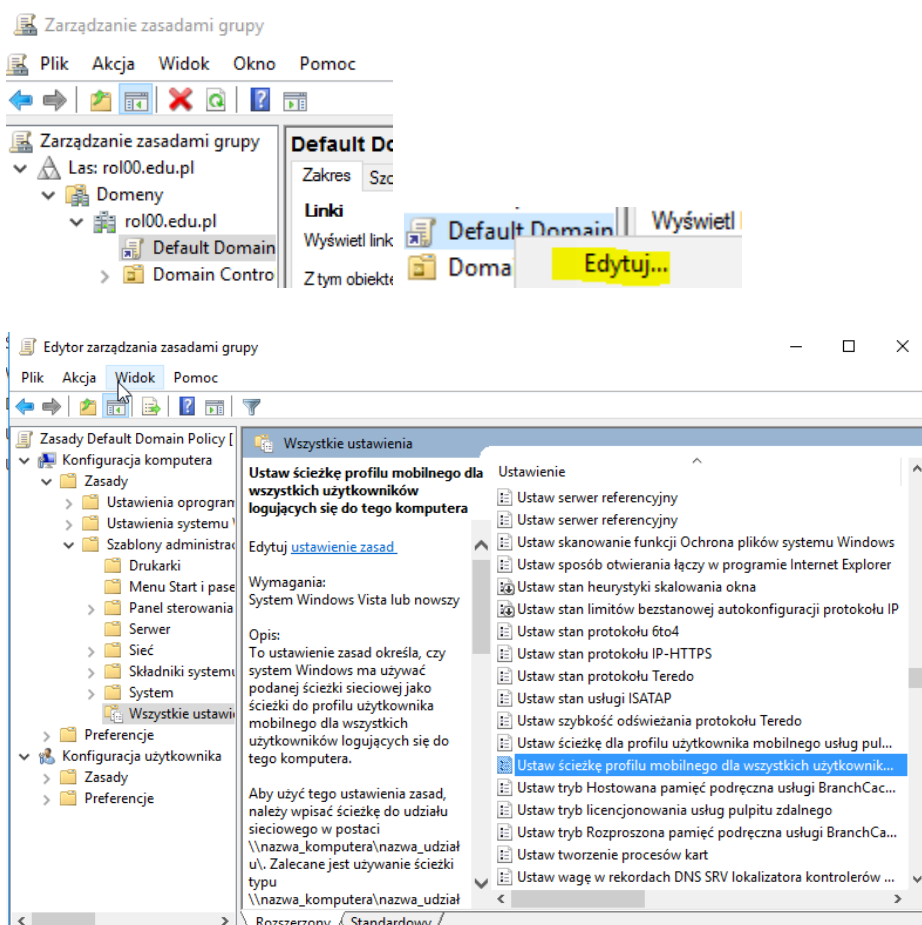 Zarządzanie zasadami grupy
Plik Akcja Widok Okno Pomoc
Zarządzanie zasadami grupy
Las: rol00.edu.pl
Domeny
rol00.edu.pl
Default Domain
Domain Contro
Default Do
Zakres Szc
Linki
Wyświetl link
Z tym obiekte
Default Domain
Doma
Wyświetl
Edytuj...
Edytor zarządzania zasadami grupy
Plik Akcja Widok Pomoc
Zasady Default Domain Policy [
Konfiguracja komputera
Zasady
Ustawienia oprogran
Ustawienia systemu
Szablony administrac
Drukarki
Menu Start i pase
Panel sterowania
Serwer
Sieć
Składniki systemu
System
Wszystkie ustawi
Preferencje
Konfiguracja użytkownika
Zasady
Preferencje
Wszystkie ustawienia
Ustaw ścieżkę profilu mobilnego dla
wszystkich użytkowników
logujących się do tego komputera
Edytuj ustawienie zasad
Wymagania:
System Windows Vista lub nowszy
Opis:
To ustawienie zasad określa, czy
system Windows ma używać
podanej ścieżki sieciowej jako
ścieżki do profilu użytkownika
mobilnego dla wszystkich
użytkowników logujących się do
tego komputera.
Aby użyć tego ustawienia zasad,
należy wpisać ścieżkę do udziału
sieciowego w postaci
\\nazwa_komputera\nazwa_udział
u\. Zalecane jest używanie ścieżki
typu
\\nazwa_komputera\nazwa_udział
Ustawienie
Ustaw serwer referencyjny
Ustaw serwer referencyjny
Ustaw skanowanie funkcji Ochrona plików systemu Windows
Ustaw sposób otwierania łączy w programie Internet Explorer
Ustaw stan heurystyki skalowania okna
Ustaw stan limitów bezstanowej autokonfiguracji protokołu IP
Ustaw stan protokołu 6to4
Ustaw stan protokołu IP-HTTPS
Ustaw stan protokołu Teredo
Ustaw stan usługi ISATAP
Ustaw szybkość odświeżania protokołu Teredo
Ustaw ścieżkę dla profilu użytkownika mobilnego usług pul...
Ustaw ścieżkę profilu mobilnego dla wszystkich użytkownik...
Ustaw tryb Hostowana pamięć podręczna usługi BranchCac...
Ustaw tryb licencjonowania usług pulpitu zdalnego
Ustaw tryb Rozproszona pamięć podręczna usługi BranchCa...
Ustaw tworzenie procesów kart
Ustaw wagę w rekordach DNS SRV lokalizatora kontrolerów ...
Rozszerzony Standardowy